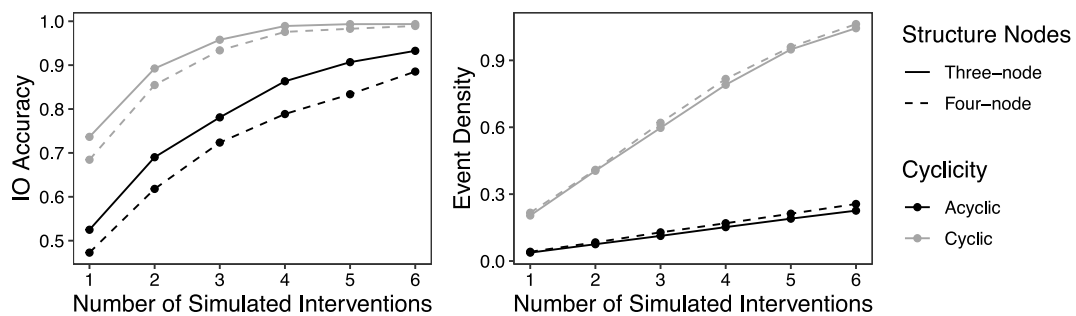 1.0
0.9
0.8
0.7
0.6
0.5
IO Accuracy
1 2 3 4 5 6
Number of Simulated Interventions
0.9
0.6
0.3
0.0
Event Density
1 2 3 4 5 6
Number of Simulated Interventions
Structure Nodes
Three−node
Four−node
Cyclicity
Acyclic
Cyclic